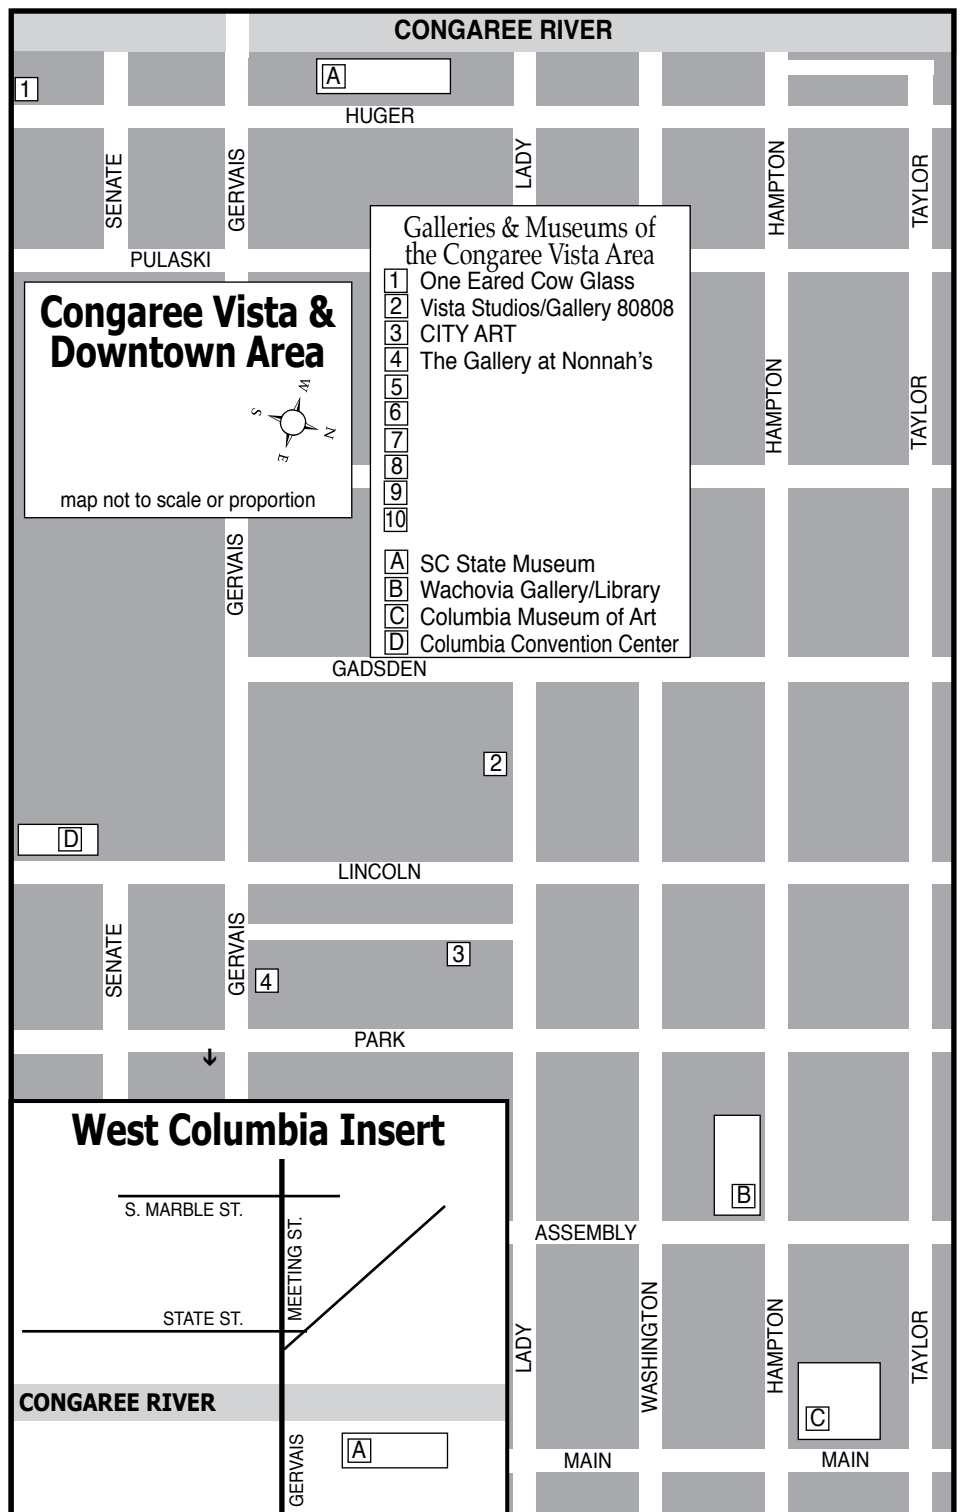 CONGAREE RIVER
1
A
HUGER
SENATE
GERVAIS
LADY
HAMPTON
TAYLOR
PULASKI
Galleries & Museums of
the Congaree Vista Area
1 One Eared Cow Glass
2 Vista Studios/Gallery 80808
3 CITY ART
4 The Gallery at Nonnah's
5
6
7
8
9
10
A SC State Museum
B Wachovia Gallery/Library
C Columbia Museum of Art
D Columbia Convention Center
Congaree Vista &
Downtown Area
W
S
N
E
map not to scale or proportion
HAMPTON
TAYLOR
GERVAIS
GADSDEN
2
D
LINCOLN
SENATE
GERVAIS
3
4
PARK
West Columbia Insert
S. MARBLE ST.
MEETING ST.
STATE ST.
CONGAREE RIVER
GERVAIS
A
B
ASSEMBLY
LADY
WASHINGTON
HAMPTON
TAYLOR
C
MAIN
MAIN